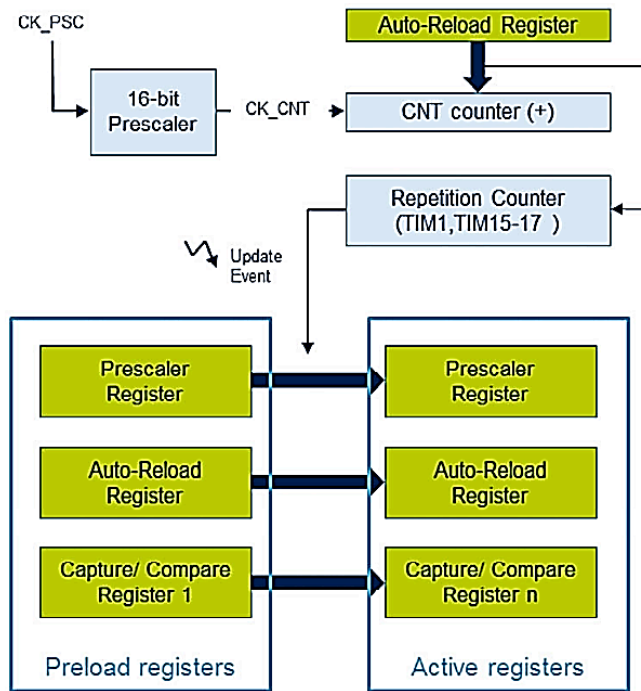 CK_PSC
Auto-Reload Register
16-bit
Prescaler
CK_CNT
CNT counter (+)
Repetition Counter
(TIM1,TIM15-17 )
Update
Event
Prescaler
Register
Prescaler
Register
Auto-Reload
Register
Auto-Reload
Register
Capture/ Compare
Register 1
Capture/ Compare
Register n
Preload registers
Active registers